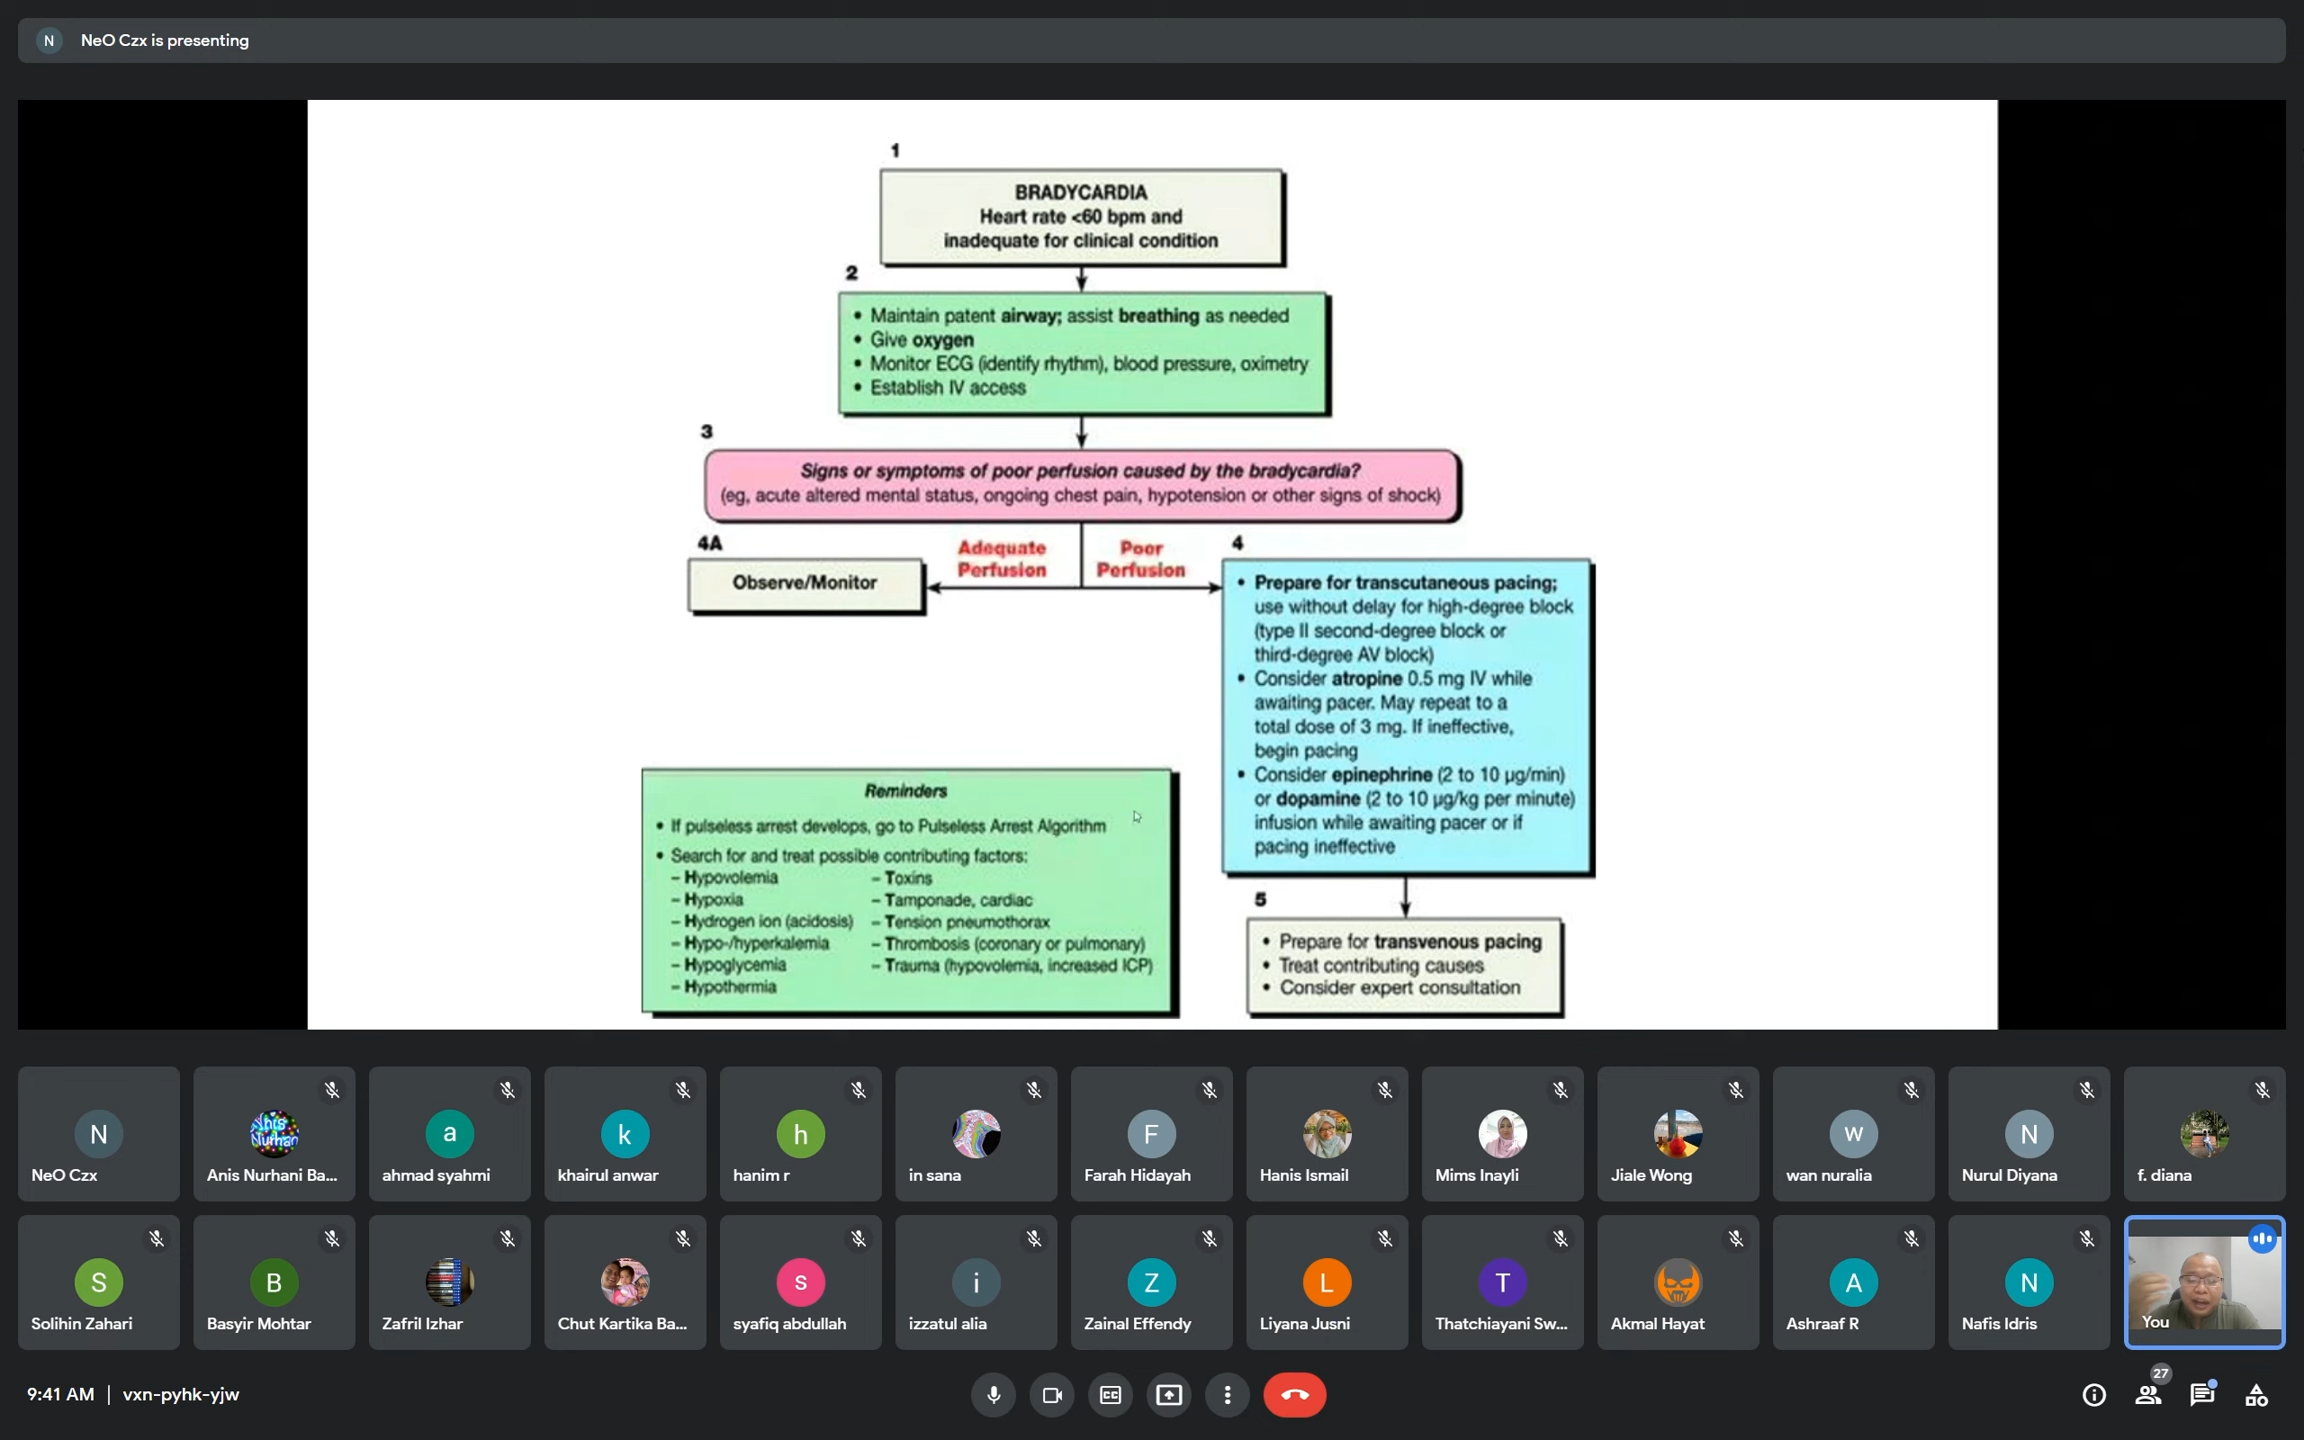 N NeO Czx is presenting
1
BRADYCARDIA
Heart rate <60 bpm and
inadequate for clinical condition
2
• Maintain patent airway; assist breathing as needed
• Give oxygen
• Monitor ECG (identify rhythm), blood pressure, oximetry
• Establish IV access
3
Signs or symptoms of poor perfusion caused by the bradycardia?
(eg, acute altered mental status, ongoing chest pain, hypotension or other signs of shock)
4A
Observe/Monitor
Adequate
Perfusion
Poor
Perfusion
4
• Prepare for transcutaneous pacing;
use without delay for high-degree block
(type II second-degree block or
third-degree AV block)
• Consider atropine 0.5 mg IV while
awaiting pacer. May repeat to a
total dose of 3 mg. If ineffective,
begin pacing
• Consider epinephrine (2 to 10 µg/min)
or dopamine (2 to 10 µg/kg per minute)
infusion while awaiting pacer or if
pacing ineffective
Reminders
• If pulseless arrest develops, go to Pulseless Arrest Algorithm
• Search for and treat possible contributing factors:
– Hypovolemia
– Hypoxia
– Hydrogen ion (acidosis)
– Hypo-/hyperkalemia
– Hypoglycemia
– Hypothermia
– Toxins
– Tamponade, cardiac
– Tension pneumothorax
– Thrombosis (coronary or pulmonary)
– Trauma (hypovolemia, increased ICP)
5
• Prepare for transvenous pacing
• Treat contributing causes
• Consider expert consultation
N
NeO Czx
Anis Nurhani Ba...
a
ahmad syahmi
k
khairul anwar
h
hanim r
in sana
F
Farah Hidayah
Hanis Ismail
Mims Inayli
Jiale Wong
w
wan nuralia
N
Nurul Diyana
f. diana
S
Solihin Zahari
B
Basyir Mohtar
Zafril Izhar
Chut Kartika Ba...
s
syafiq abdullah
i
izzatul alia
Z
Zainal Effendy
L
Liyana Jusni
T
Thatchiayani Sw...
Akmal Hayat
A
Ashraaf R
N
Nafis Idris
You
9:41 AM | vxn-pyhk-yjw
CC
27